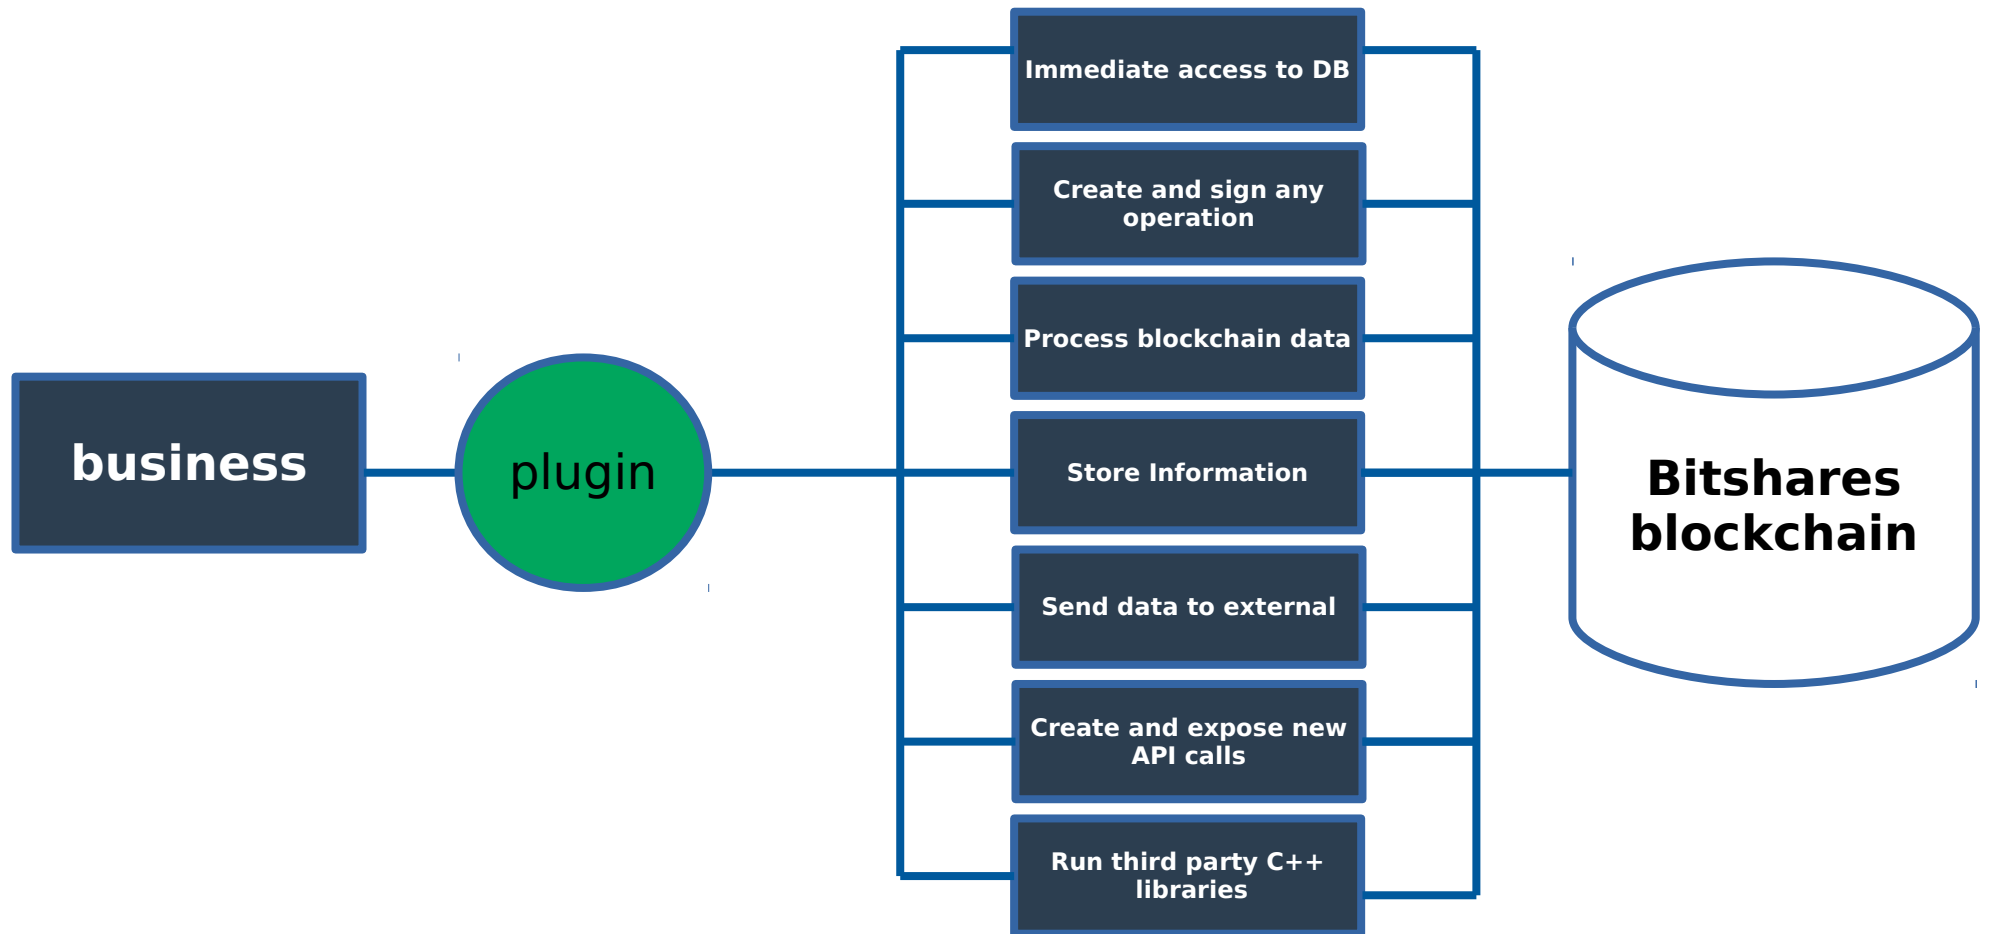 Immediate access to DB
Create and sign any
operation
Process blockchain data
business
plugin
Store Information
Bitshares
blockchain
Send data to external
Create and expose new
API calls
Run third party C++
libraries